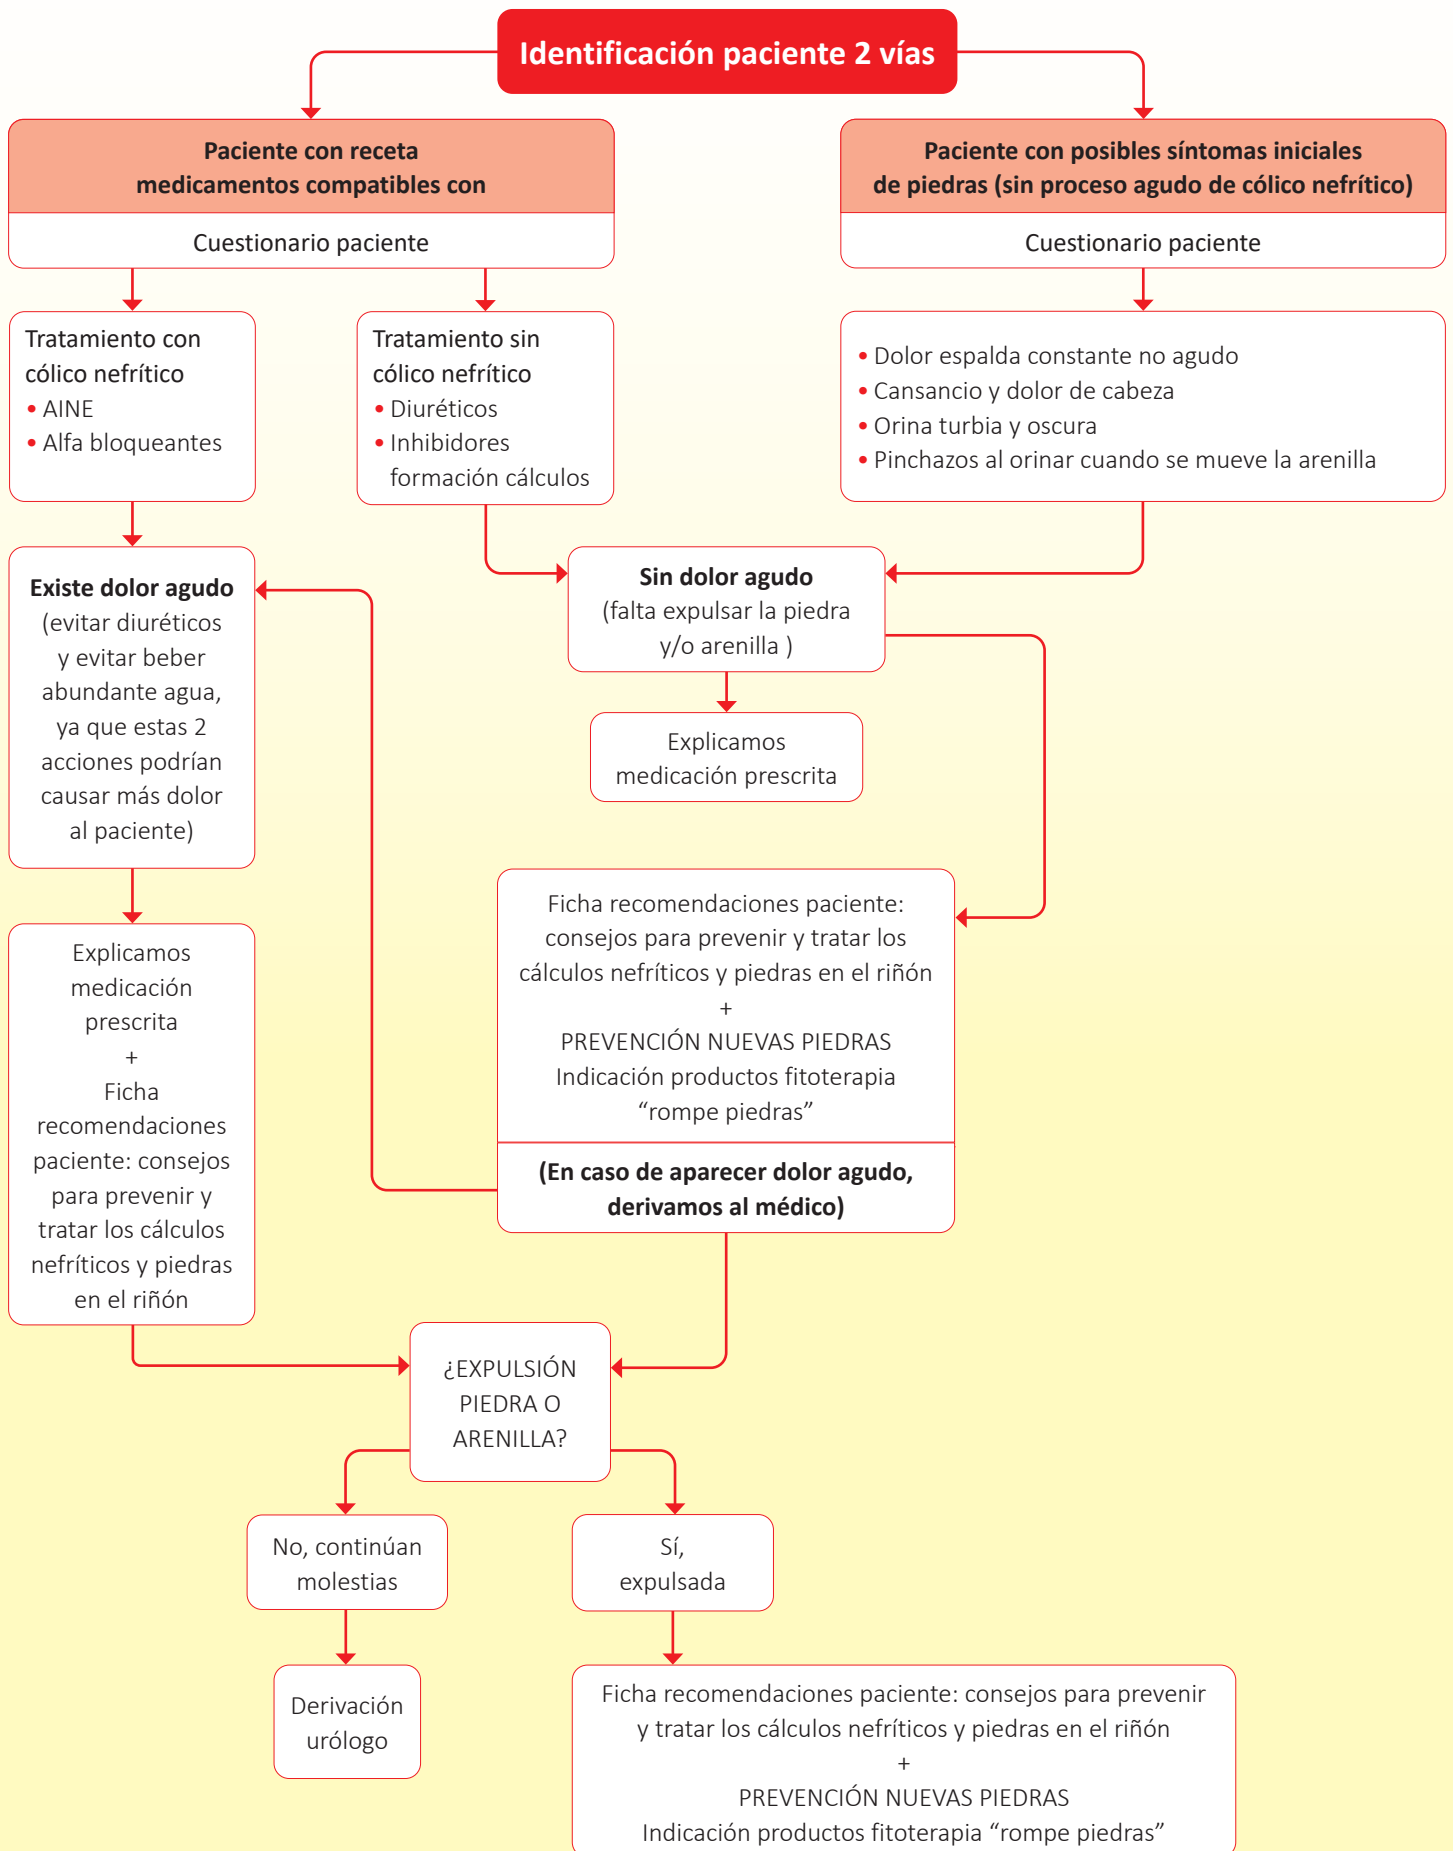 Identificación paciente 2 vías
Paciente con receta
medicamentos compatibles con
Cuestionario paciente
Paciente con posibles síntomas iniciales
de piedras (sin proceso agudo de cólico nefrítico)
Cuestionario paciente
Tratamiento con
cólico nefrítico
• AINE
• Alfa bloqueantes
Tratamiento sin
cólico nefrítico
• Diuréticos
• Inhibidores
formación cálculos
• Dolor espalda constante no agudo
• Cansancio y dolor de cabeza
• Orina turbia y oscura
• Pinchazos al orinar cuando se mueve la arenilla
Existe dolor agudo
(evitar diuréticos
y evitar beber
abundante agua,
ya que estas 2
acciones podrían
causar más dolor
al paciente)
Sin dolor agudo
(falta expulsar la piedra
y/o arenilla )
Explicamos
medicación prescrita
Explicamos
medicación
prescrita
+
Ficha
recomendaciones
paciente: consejos
para prevenir y
tratar los cálculos
nefríticos y piedras
en el riñón
Ficha recomendaciones paciente:
consejos para prevenir y tratar los
cálculos nefríticos y piedras en el riñón
+
PREVENCIÓN NUEVAS PIEDRAS
Indicación productos fitoterapia
“rompe piedras”
(En caso de aparecer dolor agudo,
derivamos al médico)
¿EXPULSIÓN
PIEDRA O
ARENILLA?
No, continúan
molestias
Sí,
expulsada
Derivación
urólogo
Ficha recomendaciones paciente: consejos para prevenir
y tratar los cálculos nefríticos y piedras en el riñón
+
PREVENCIÓN NUEVAS PIEDRAS
Indicación productos fitoterapia “rompe piedras”